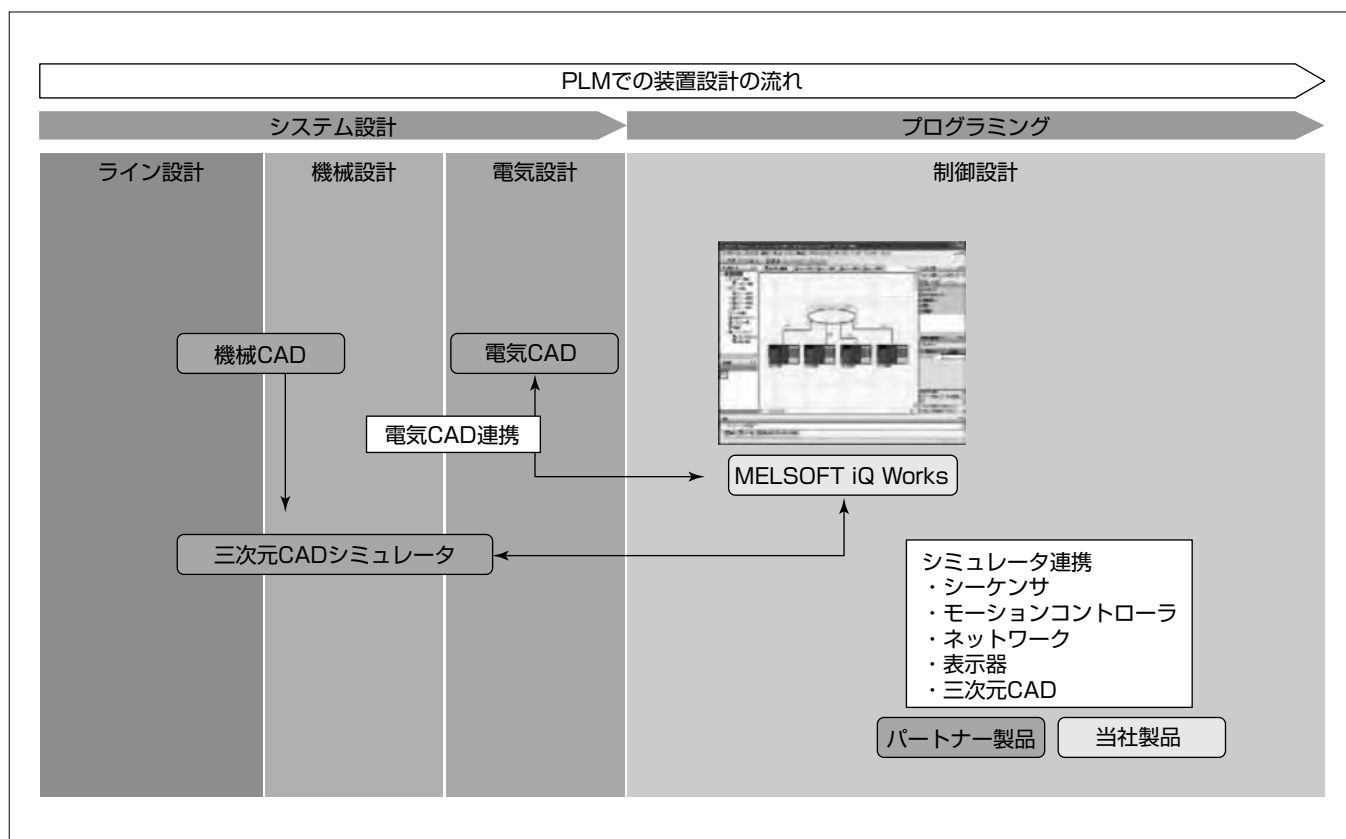 PLMでの装置設計の流れ
システム設計
プログラミング
ライン設計
機械設計
電気設計
制御設計
機械CAD
電気CAD
電気CAD連携
MELSOFT iQ Works
三次元CADシミュレータ
シミュレータ連携
・シーケンサ
・モーションコントローラ
・ネットワーク
・表示器
・三次元CAD
パートナー製品
当社製品